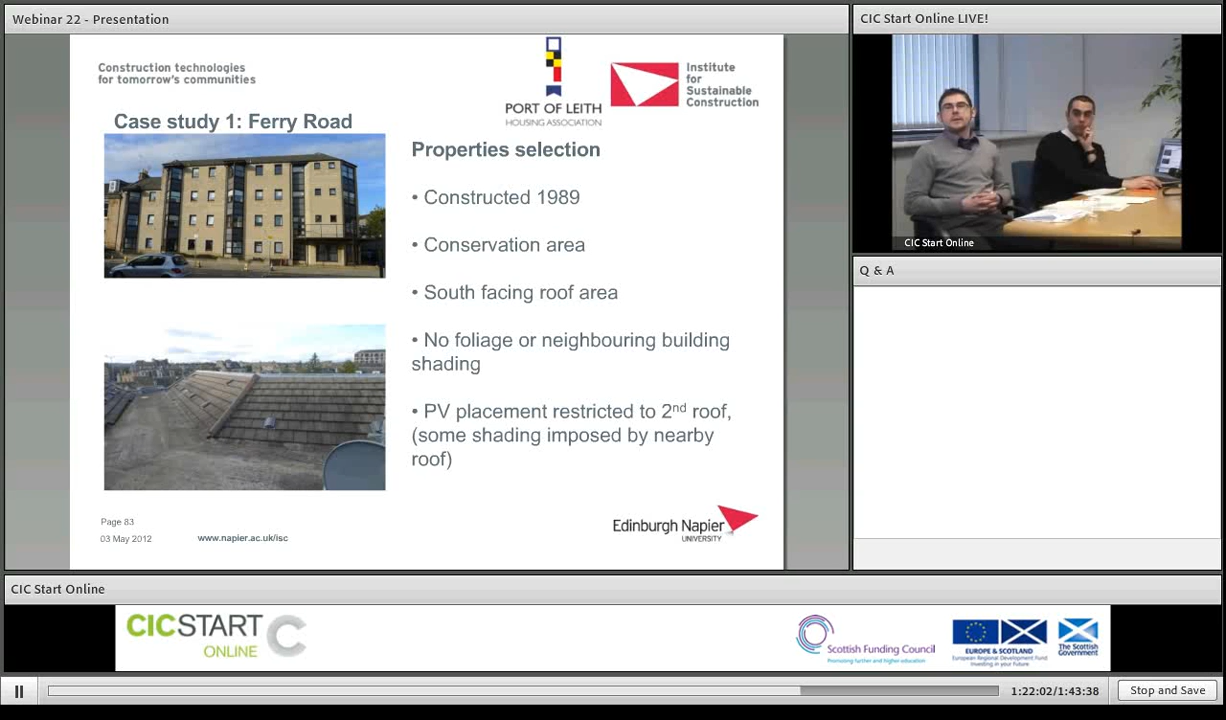 Webinar 22 - Presentation
CIC Start Online LIVE!
Construction technologies
for tomorrow's communities
PORT OF LEITH
HOUSING ASSOCIATION
Institute
for
Sustainable
Construction
Case study 1: Ferry Road
Properties selection
• Constructed 1989
• Conservation area
• South facing roof area
• No foliage or neighbouring building
shading
• PV placement restricted to 2nd roof,
(some shading imposed by nearby
roof)
Page 83
03 May 2012
www.napier.ac.uk/isc
Edinburgh Napier
UNIVERSITY
CIC Start Online
Q & A
CIC Start Online
CICSTART
ONLINE
Scottish Funding Council
Promoting further and higher education
EUROPE & SCOTLAND
European Regional Development Fund
Investing in your Future
The Scottish
Government
1:22:02/1:43:38
Stop and Save